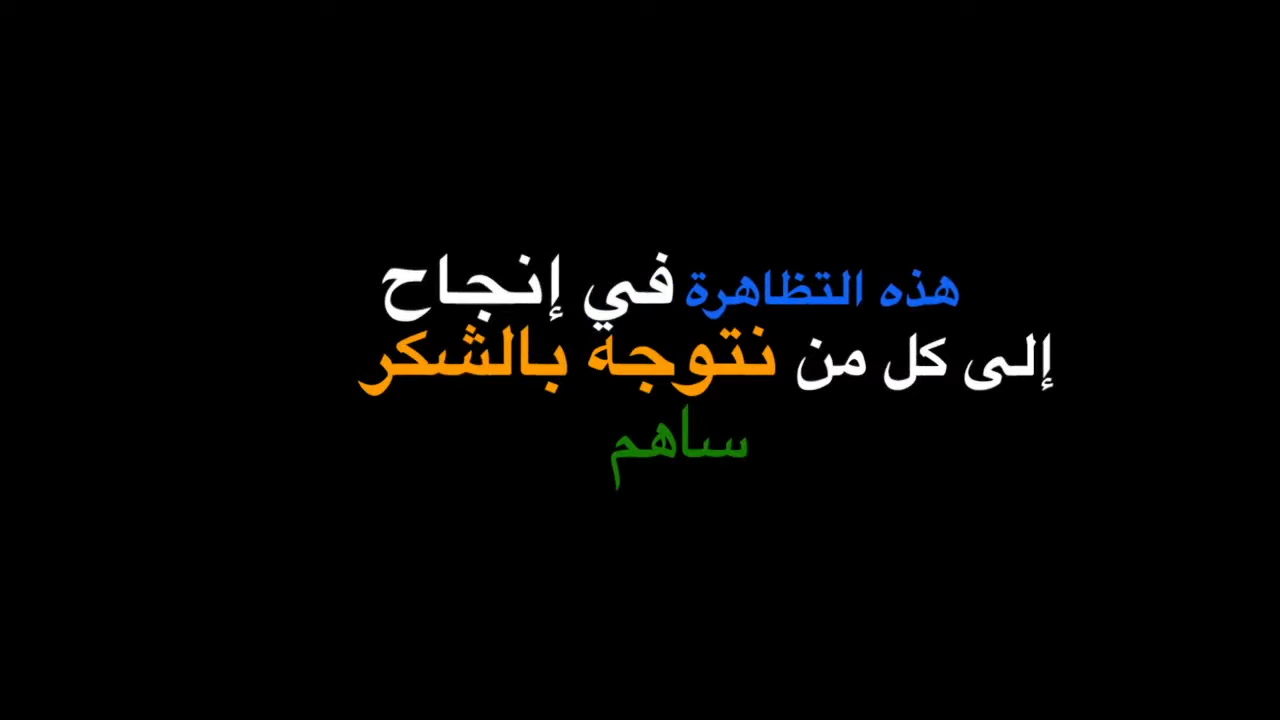 هذه التظاهرة في إنجاح
إلى كل من نتوجه بالشكر
ساهم